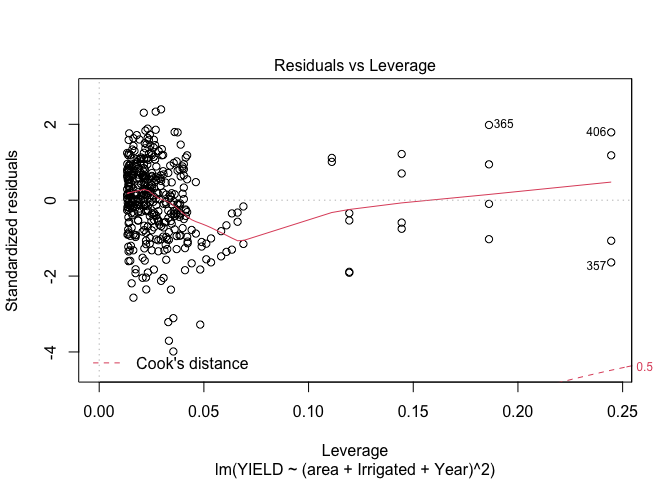 Residuals vs Leverage
Standardized residuals
2
0
-2
-4
365
406
357
Cook's distance
0.5
0.00 0.05 0.10 0.15 0.20 0.25
Leverage
lm(YIELD ~ (area + Irrigated + Year)^2)